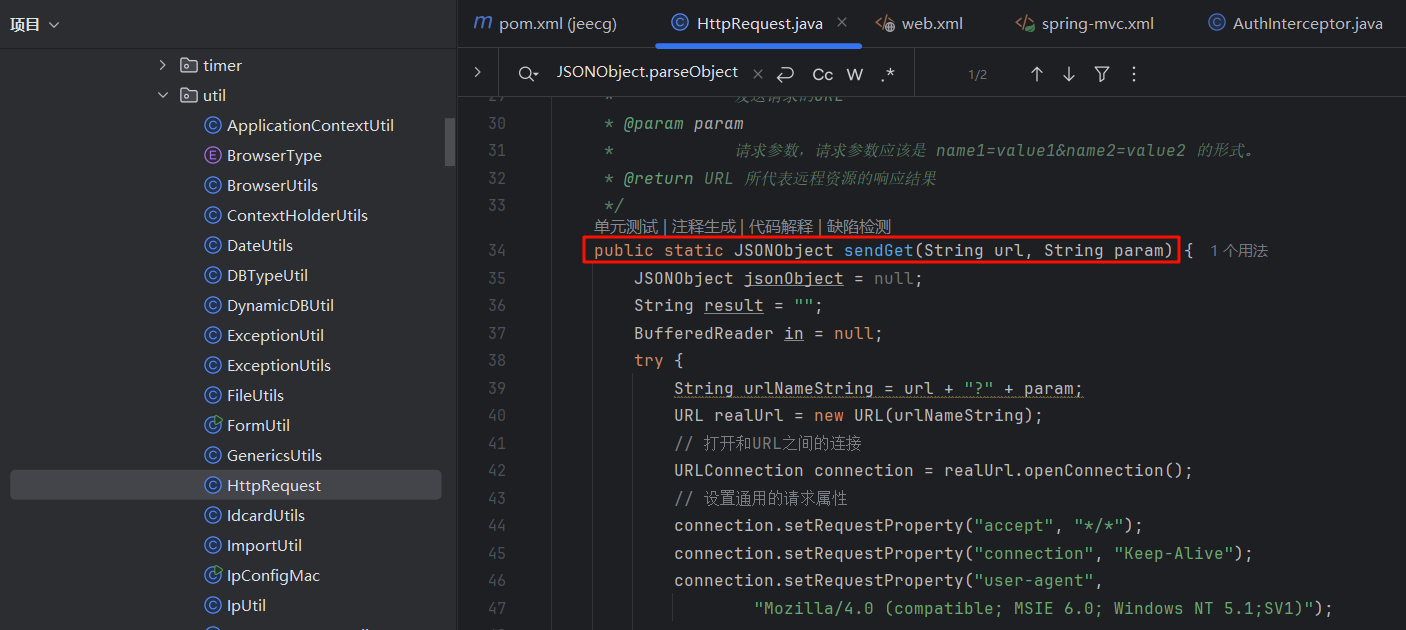 项目
pom.xml (jeecg)
HttpRequest.java
web.xml
spring-mvc.xml
AuthInterceptor.java
JSONObject.parseObject
Cc
W
.*
1/2
timer
util
ApplicationContextUtil
BrowserType
BrowserUtils
ContextHolderUtils
DateUtils
DBTypeUtil
DynamicDBUtil
ExceptionUtil
ExceptionUtils
FileUtils
FormUtil
GenericsUtils
HttpRequest
IdcardUtils
ImportUtil
IpConfigMac
IpUtil
* 发送请求的URL
30 * @param param
31 * 请求参数，请求参数应该是 name1=value1&name2=value2 的形式。
32 * @return URL 所代表远程资源的响应结果
33 */
单元测试 | 注释生成 | 代码解释 | 缺陷检测
34 public static JSONObject sendGet(String url, String param) { 1 个用法
35 JSONObject jsonObject = null;
36 String result = "";
37 BufferedReader in = null;
38 try {
39 String urlNameString = url + "?" + param;
40 URL realUrl = new URL(urlNameString);
41 // 打开和URL之间的连接
42 URLConnection connection = realUrl.openConnection();
43 // 设置通用的请求属性
44 connection.setRequestProperty("accept", "*/*");
45 connection.setRequestProperty("connection", "Keep-Alive");
46 connection.setRequestProperty("user-agent",
47 "Mozilla/4.0 (compatible; MSIE 6.0; Windows NT 5.1;SV1)");